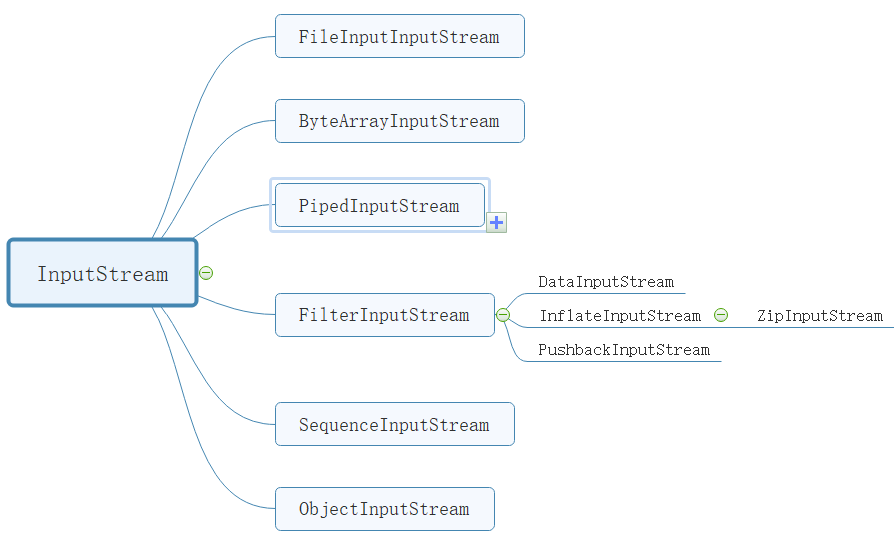 FileInputInputStream
ByteArrayInputStream
PipedInputStream
InputStream
DataInputStream
FilterInputStream
InflateInputStream
ZipInputStream
PushbackInputStream
SequenceInputStream
ObjectInputStream